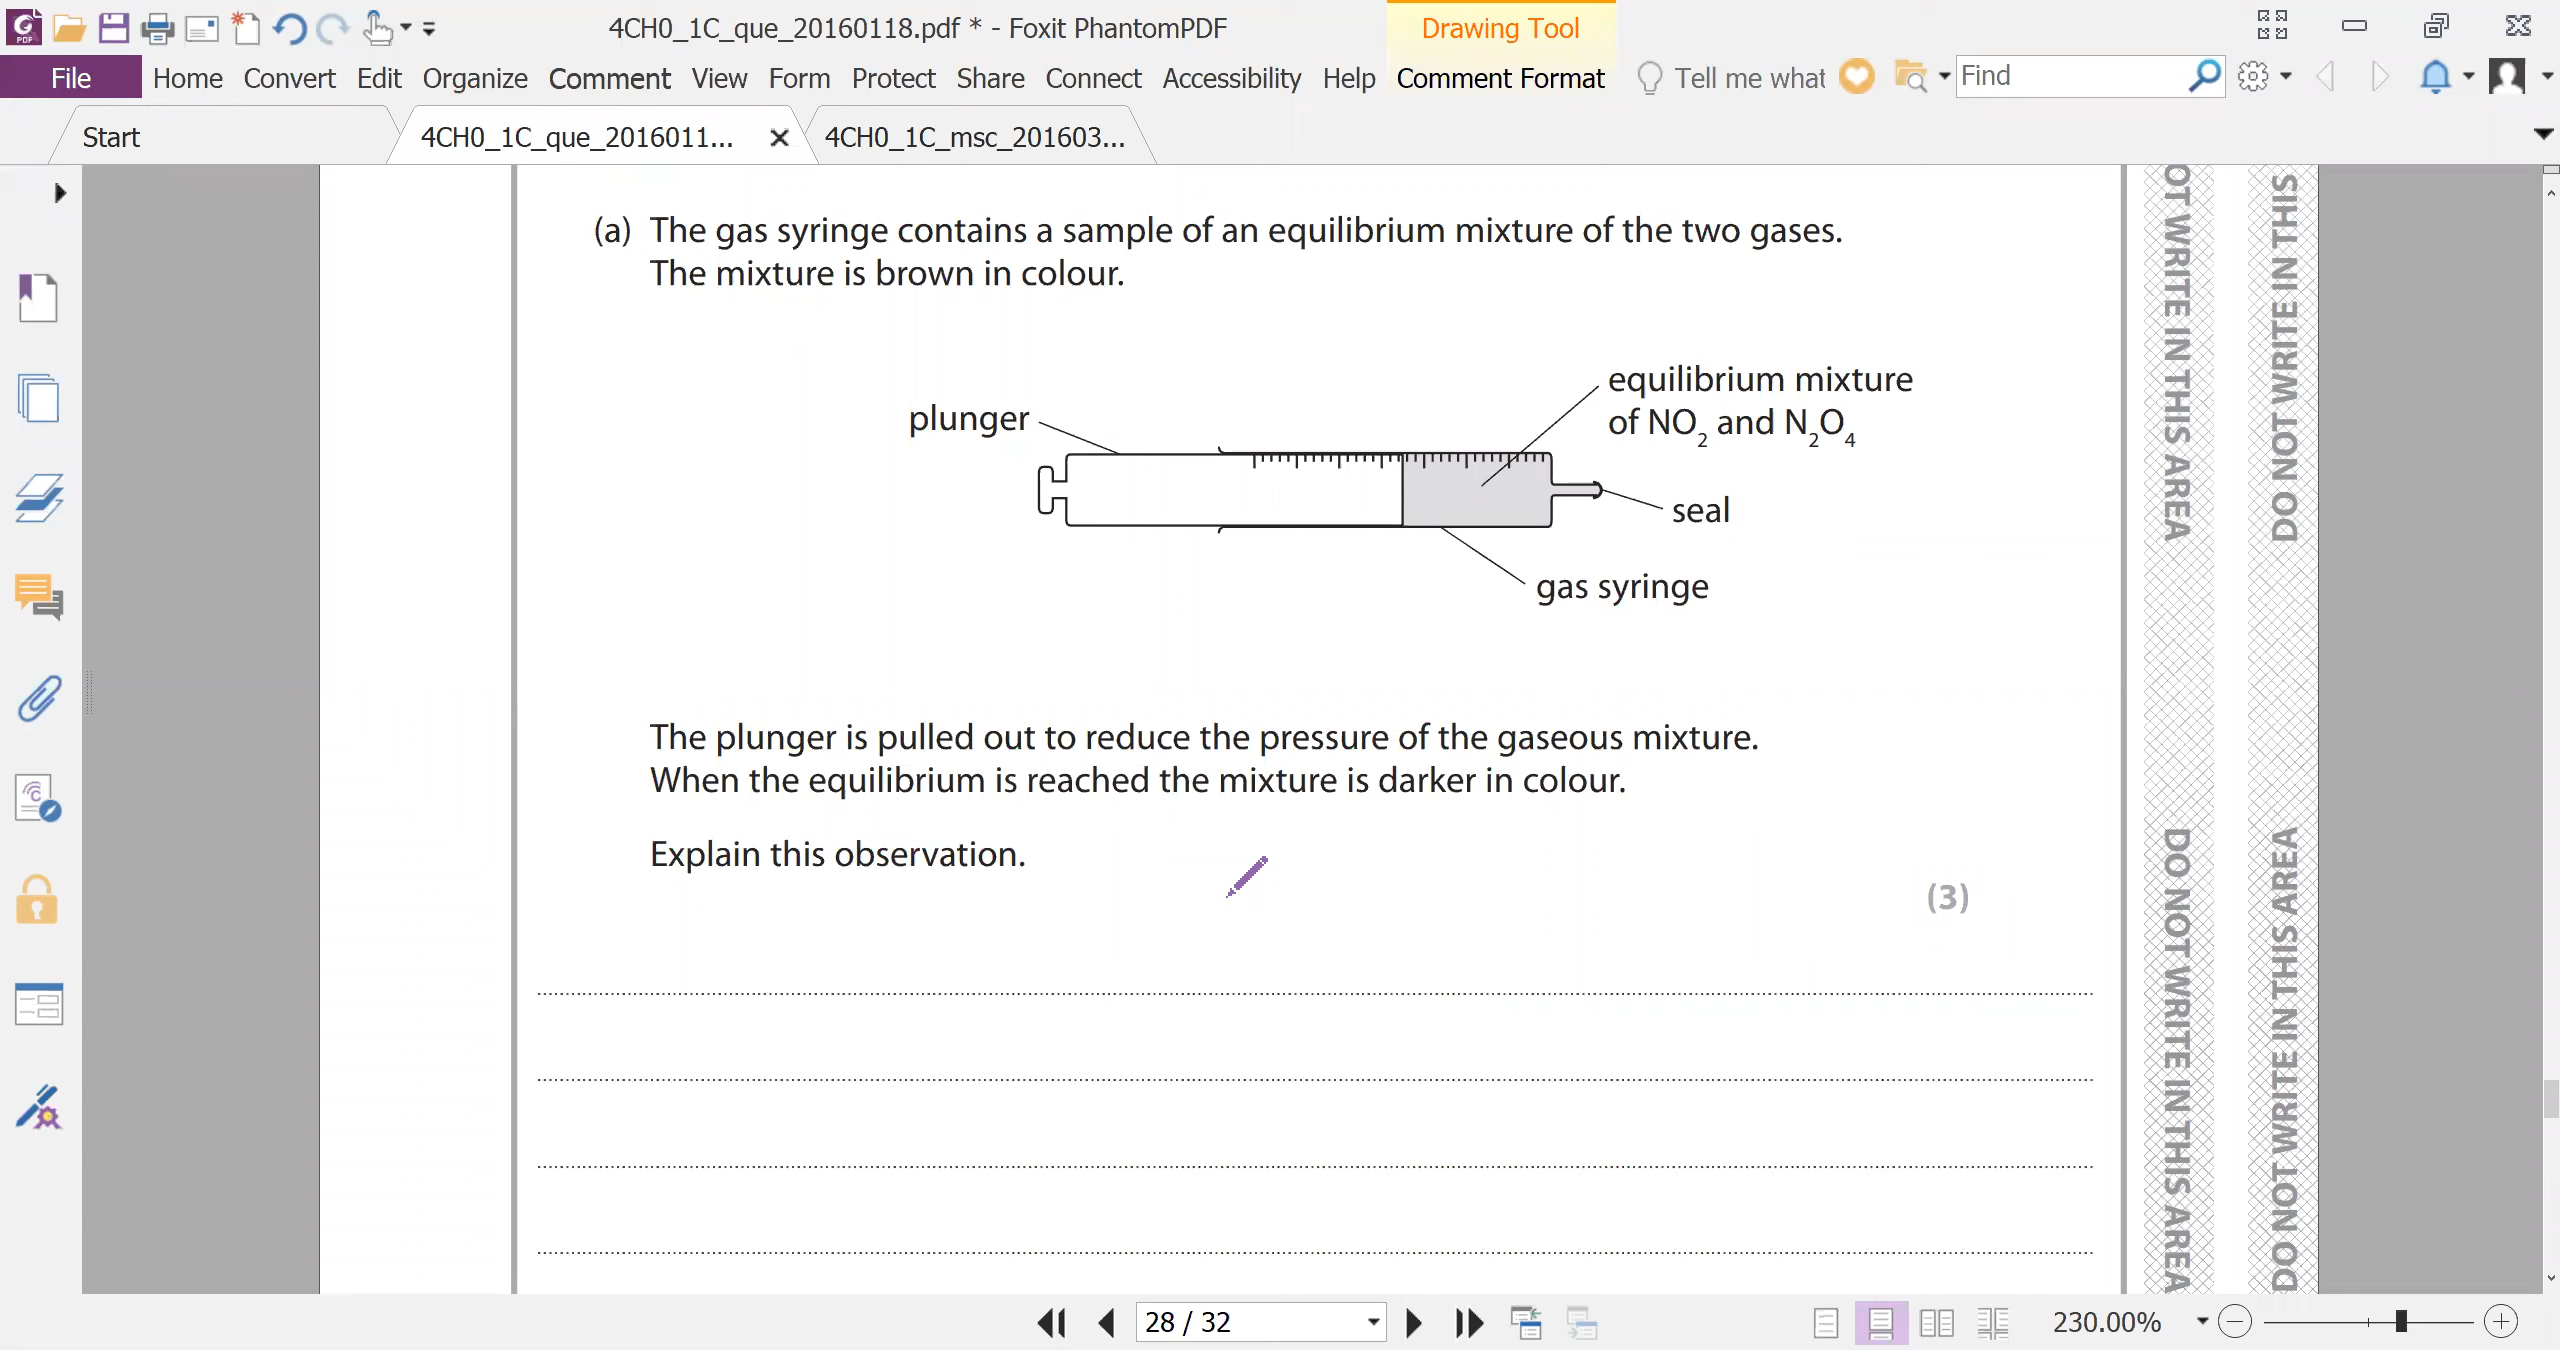 4CH0_1C_que_20160118.pdf * - Foxit PhantomPDF
Drawing Tool
File Home Convert Edit Organize Comment View Form Protect Share Connect Accessibility Help Comment Format Tell me what Find
Start 4CH0_1C_que_2016011... 4CH0_1C_msc_201603...
(a) The gas syringe contains a sample of an equilibrium mixture of the two gases.
The mixture is brown in colour.
equilibrium mixture
of NO₂ and N₂O₄
plunger
seal
gas syringe
The plunger is pulled out to reduce the pressure of the gaseous mixture.
When the equilibrium is reached the mixture is darker in colour.
Explain this observation.
(3)
OT WRITE IN THIS AREA
DO NOT WRITE IN THIS
DO NOT WRITE IN THIS AREA
DO NOT WRITE IN THIS AREA
28 / 32
230.00%